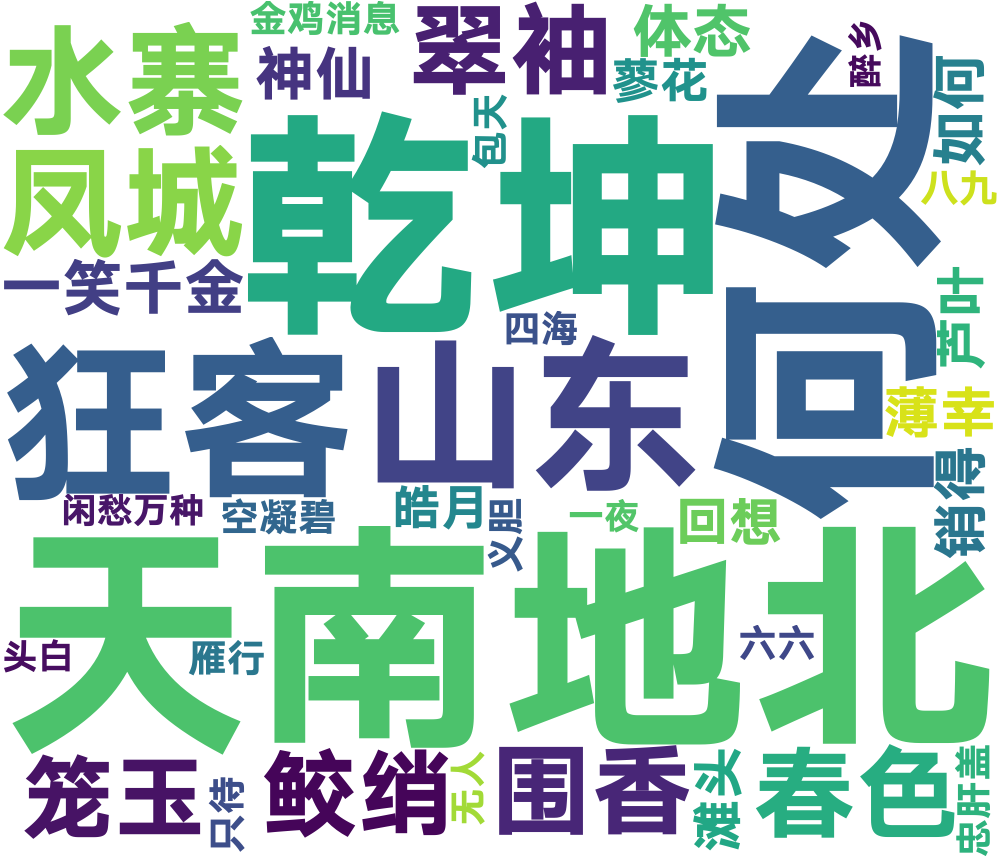 金鸡消息
水寨
神仙
翠袖
体态
蓼花
醉乡
何处
如何
八九
凤城
乾坤
包天
一笑千金
四海
芦叶
狂客
山东
薄幸
闲愁万种
空凝碧
皓月
义胆
一夜
回想
销得
天南地北
头白
雁行
六六
笼玉
只待
鲛绡
无人
围香
滩头
春色
忠肝盖